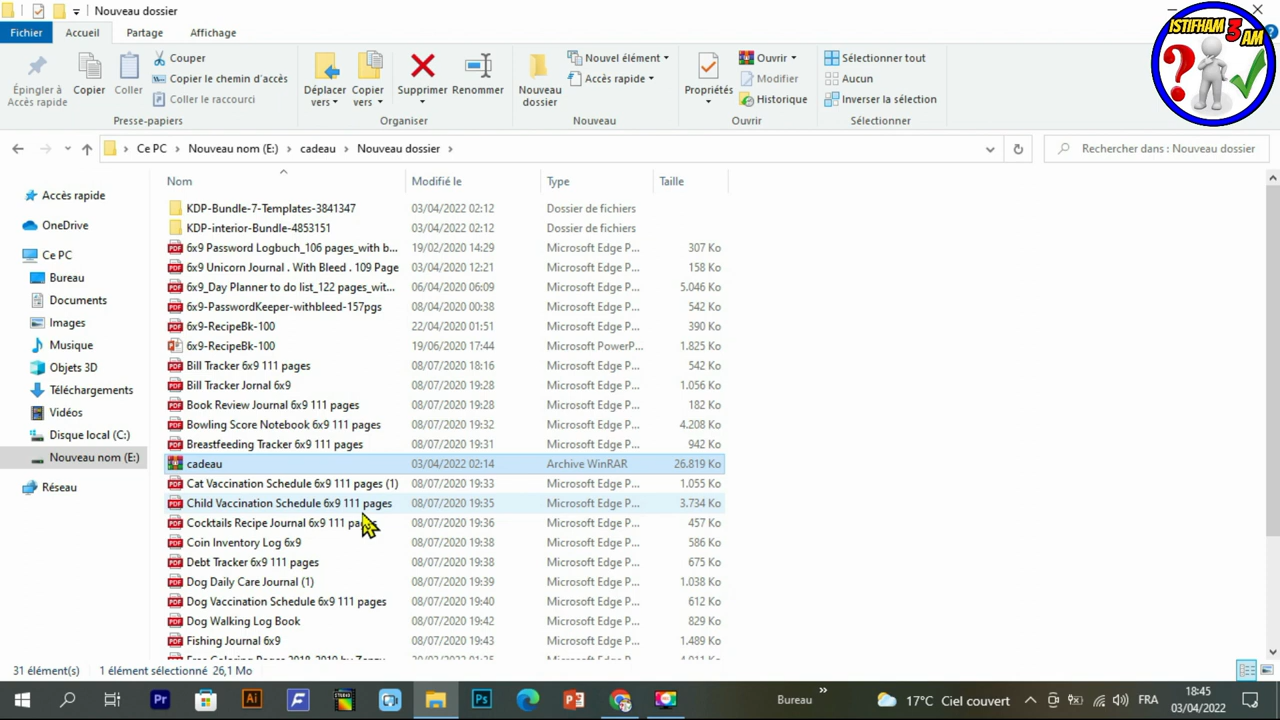 Nouveau dossier
Fichier Accueil Partage Affichage
ISTIFHAM 3 AM
Épingler à Accès rapide
Copier
Coller
Couper
Copier le chemin d'accès
Coller le raccourci
Presse-papiers
Déplacer vers
Copier vers
Supprimer
Renommer
Organiser
Nouveau dossier
Nouvel élément
Accès rapide
Nouveau
Propriétés
Ouvrir
Modifier
Historique
Ouvrir
Sélectionner tout
Aucun
Inverser la sélection
Sélectionner
Ce PC > Nouveau nom (E:) > cadeau > Nouveau dossier >
Rechercher dans : Nouveau dossier
Accès rapide
OneDrive
Ce PC
Bureau
Documents
Images
Musique
Objets 3D
Téléchargements
Vidéos
Disque local (C:)
Nouveau nom (E:)
Réseau
Nom Modifié le Type Taille
KDP-Bundle-7-Templates-3841347 03/04/2022 02:12 Dossier de fichiers
KDP-interior-Bundle-4853151 03/04/2022 02:12 Dossier de fichiers
6x9 Password Logbuch_106 pages_with b... 19/02/2020 14:29 Microsoft Edge P... 307 Ko
6x9 Unicorn Journal . With Bleed . 109 Page 03/04/2020 12:21 Microsoft Edge P... 158 Ko
6x9_Day Planner to do list_122 pages_wit... 06/04/2020 06:09 Microsoft Edge P... 5.046 Ko
6x9-PasswordKeeper-withbleed-157pgs 08/04/2020 00:38 Microsoft Edge P... 542 Ko
6x9-RecipeBk-100 22/04/2020 01:51 Microsoft Edge P... 390 Ko
6x9-RecipeBk-100 19/06/2020 17:44 Microsoft PowerP... 1.825 Ko
Bill Tracker 6x9 111 pages 08/07/2020 18:16 Microsoft Edge P... 542 Ko
Bill Tracker Jornal 6x9 08/07/2020 19:28 Microsoft Edge P... 1.056 Ko
Book Review Journal 6x9 111 pages 08/07/2020 19:28 Microsoft Edge P... 182 Ko
Bowling Score Notebook 6x9 111 pages 08/07/2020 19:32 Microsoft Edge P... 4.208 Ko
Breastfeeding Tracker 6x9 111 pages 08/07/2020 19:31 Microsoft Edge P... 942 Ko
cadeau 03/04/2022 02:14 Archive WinRAR 26.819 Ko
Cat Vaccination Schedule 6x9 111 pages (1) 08/07/2020 19:33 Microsoft Edge P... 1.055 Ko
Child Vaccination Schedule 6x9 111 pages 08/07/2020 19:35 Microsoft Edge P... 3.734 Ko
Cocktails Recipe Journal 6x9 111 08/07/2020 19:36 Microsoft Edge P... 457 Ko
Coin Inventory Log 6x9 08/07/2020 19:38 Microsoft Edge P... 586 Ko
Debt Tracker 6x9 111 pages 08/07/2020 19:38 Microsoft Edge P... 675 Ko
Dog Daily Care Journal (1) 08/07/2020 19:39 Microsoft Edge P... 1.038 Ko
Dog Vaccination Schedule 6x9 111 pages 08/07/2020 19:40 Microsoft Edge P... 612 Ko
Dog Walking Log Book 08/07/2020 19:42 Microsoft Edge P... 829 Ko
Fishing Journal 6x9 08/07/2020 19:43 Microsoft Edge P... 1.489 Ko
31 élément(s) 1 élément sélectionné 26,1 Mo
Pr Ai STUDIO Ps
Bureau » 17°C Ciel couvert FRA 18:45
03/04/2022